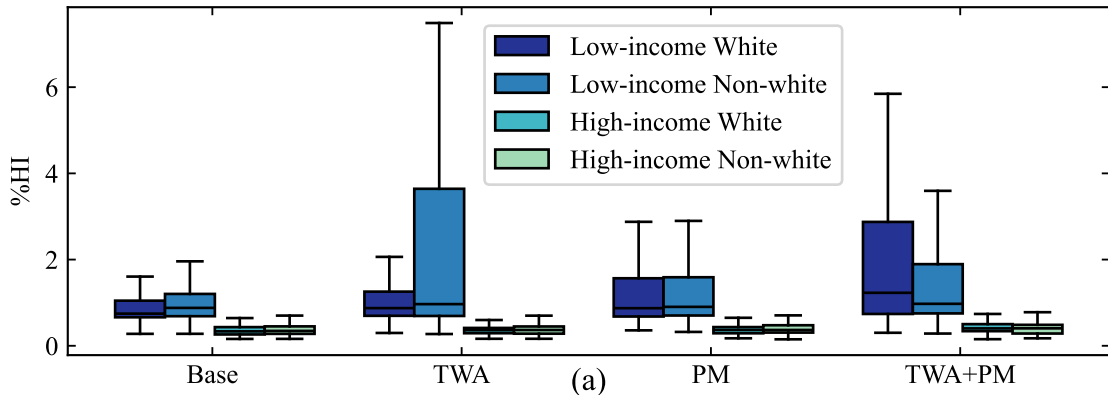 6
4
2
0
%HI
Low-income White
Low-income Non-white
High-income White
High-income Non-white
Base
TWA
PM
TWA+PM
(a)